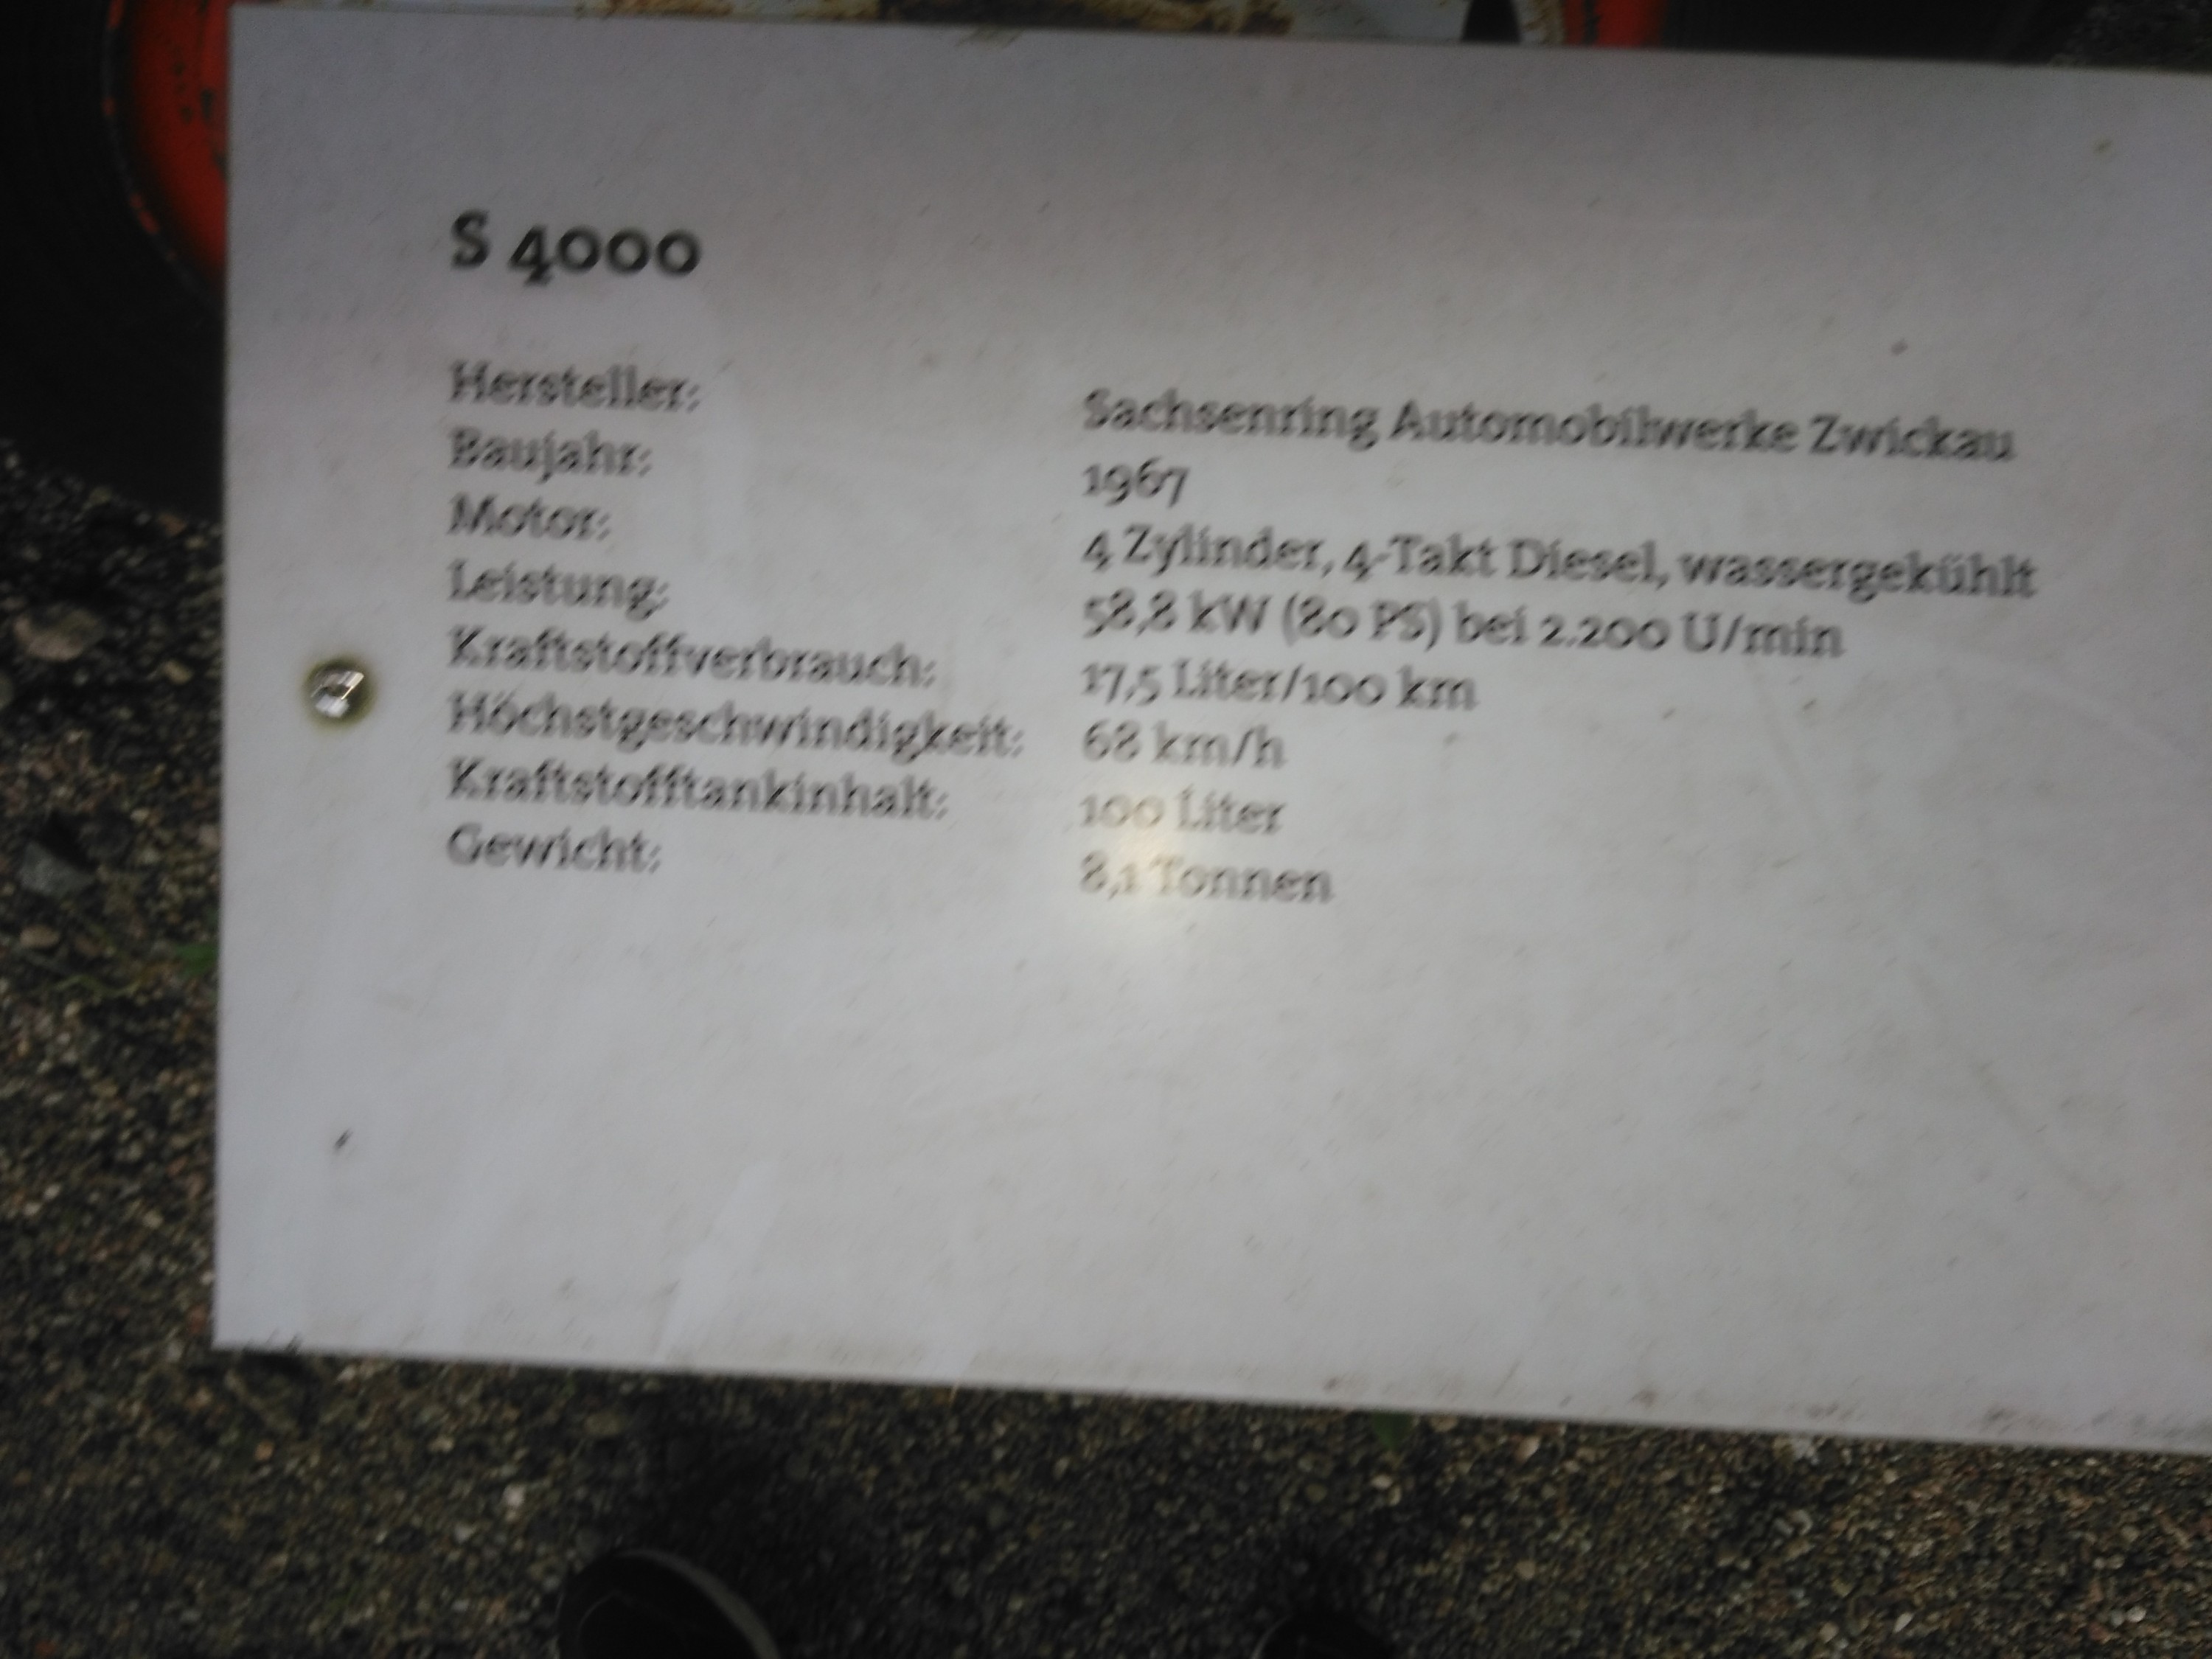 S 4000
Hersteller: Sachsenring Automobilwerke Zwickau
Baujahr: 1967
Motor: 4 Zylinder, 4-Takt Diesel, wassergekühlt
Leistung: 58,8 kW (80 PS) bei 2.200 U/min
Kraftstoffverbrauch: 17,5 Liter/100 km
Höchstgeschwindigkeit: 68 km/h
Kraftstofftankinhalt: 100 Liter
Gewicht: 8,1 Tonnen